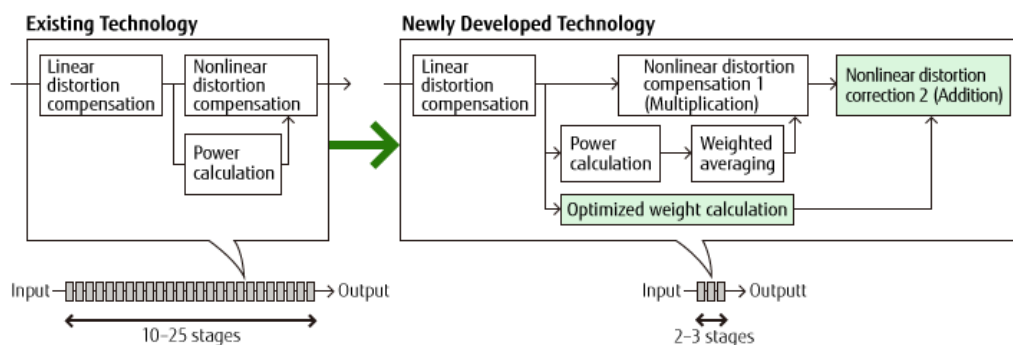 Existing Technology
Linear
distortion
compensation
Nonlinear
distortion
compensation
Power
calculation
Input
Output
10–25 stages
Newly Developed Technology
Linear
distortion
compensation
Nonlinear distortion
compensation 1
(Multiplication)
Nonlinear distortion
correction 2 (Addition)
Power
calculation
Weighted
averaging
Optimized weight calculation
Input
Outputt
2–3 stages